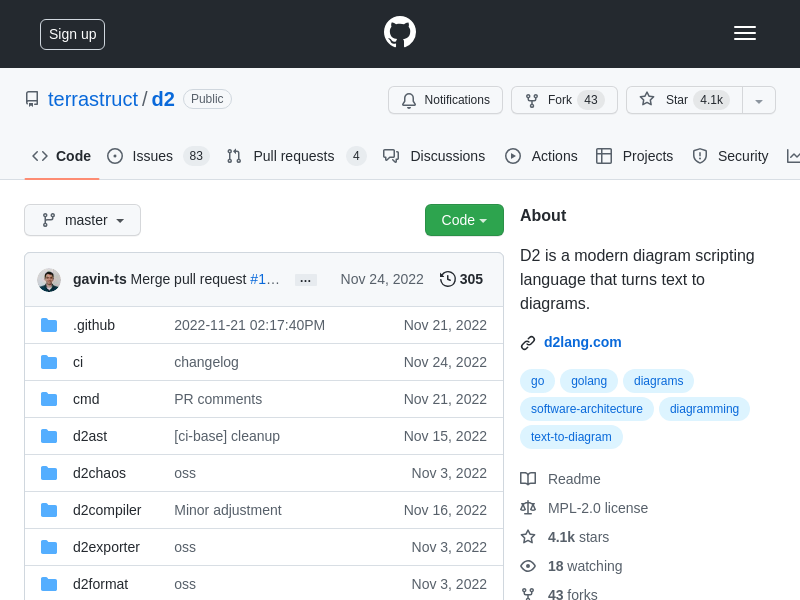 Sign up
terrastruct / d2 Public
Notifications Fork 43 Star 4.1k
Code Issues 83 Pull requests 4 Discussions Actions Projects Security
master Code
gavin-ts Merge pull request #1… ... Nov 24, 2022 305
.github 2022-11-21 02:17:40PM Nov 21, 2022
ci changelog Nov 24, 2022
cmd PR comments Nov 21, 2022
d2ast [ci-base] cleanup Nov 15, 2022
d2chaos oss Nov 3, 2022
d2compiler Minor adjustment Nov 16, 2022
d2exporter oss Nov 3, 2022
d2format oss Nov 3, 2022
About
D2 is a modern diagram scripting
language that turns text to
diagrams.
d2lang.com
go golang diagrams
software-architecture diagramming
text-to-diagram
Readme
MPL-2.0 license
4.1k stars
18 watching
43 forks